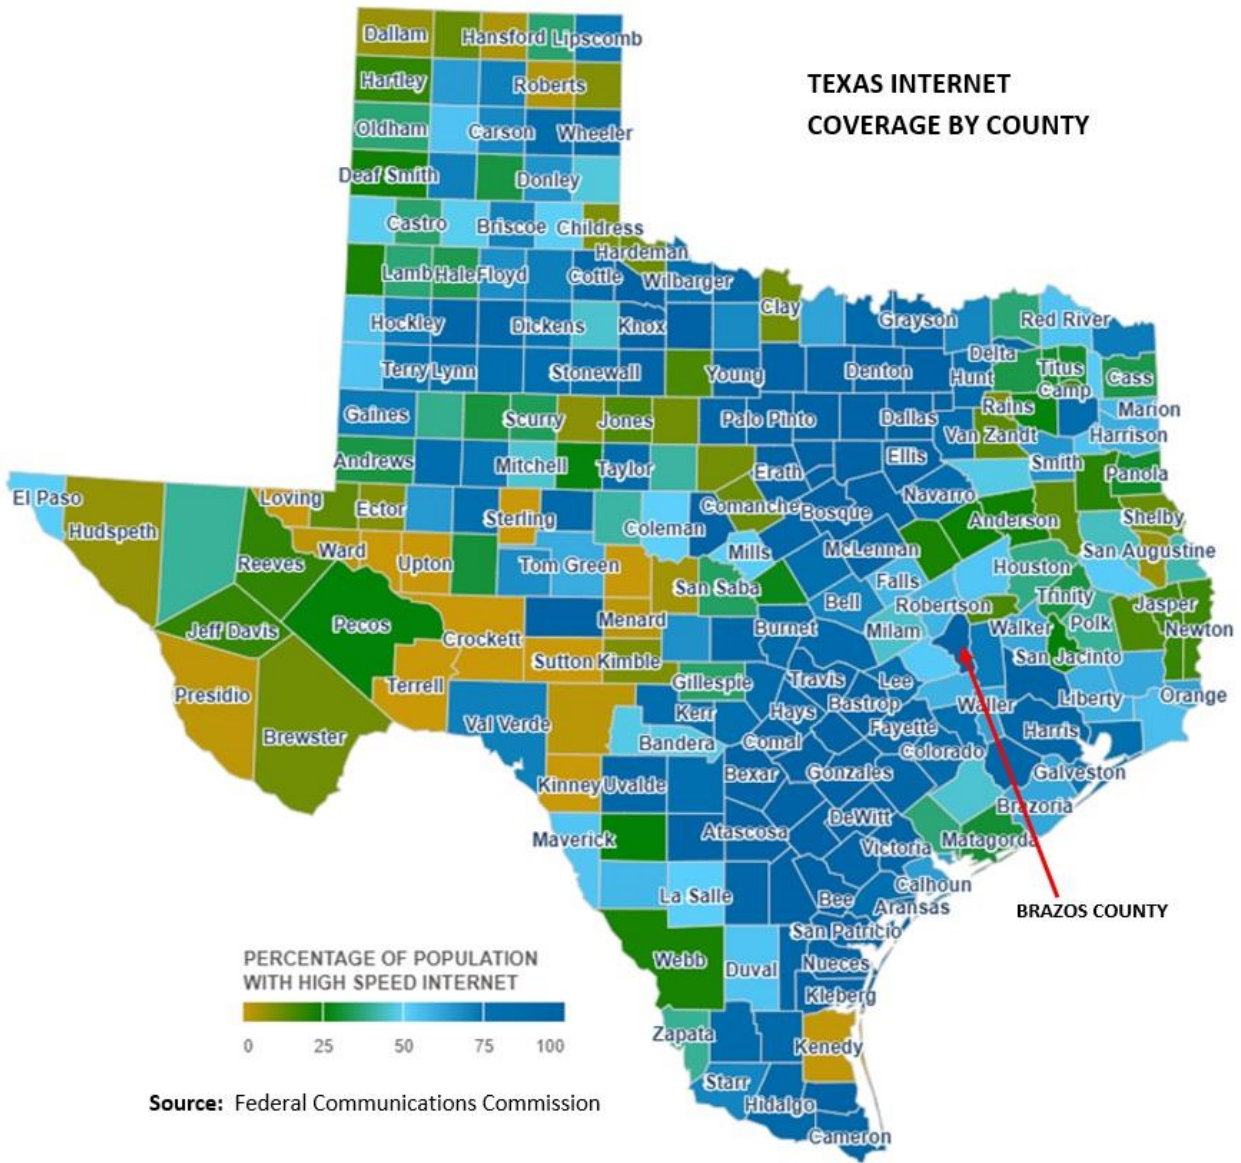 TEXAS INTERNET
COVERAGE BY COUNTY
Dallam Hansford Lipscomb
Hartley Roberts
Oldham Carson Wheeler
Deaf Smith Donley
Castro Briscoe Childress
Hardeman
Lamb Hale Floyd Cottle Wilbarger
Clay
Hockley Dickens Knox Grayson Red River
Delta
Terry Lynn Stonewall Young Denton Hunt Titus Cass
Camp
Gaines Scurry Jones Palo Pinto Dallas Rains Marion
Van Zandt Harrison
Andrews Mitchell Taylor Erath Ellis Smith Panola
El Paso Loving Ector Navarro
Hudspeth Sterling Coleman Comanche Bosque Anderson Shelby
Ward Upton Mills McLennan San Augustine
Reeves Tom Green Falls Houston
San Saba Bell Robertson Trinity Jasper
Jeff Davis Pecos Crockett Menard Burnet Milam Walker Polk Newton
Sutton Kimble San Jacinto
Presidio Terrell Gillespie Travis Lee Liberty Orange
Val Verde Kerr Hays Bastrop Waller
Brewster Bandera Comal Fayette Harris
Colorado
Kinney Uvalde Bexar Gonzales Galveston
Brazoria
Maverick Atascosa DeWitt
Victoria Matagorda
La Salle Bee Calhoun
Aransas
BRAZOS COUNTY
San Patricio
Webb Duval Nueces
Kleberg
Zapata Kenedy
Starr
Hidalgo
Cameron
PERCENTAGE OF POPULATION
WITH HIGH SPEED INTERNET
0 25 50 75 100
Source: Federal Communications Commission